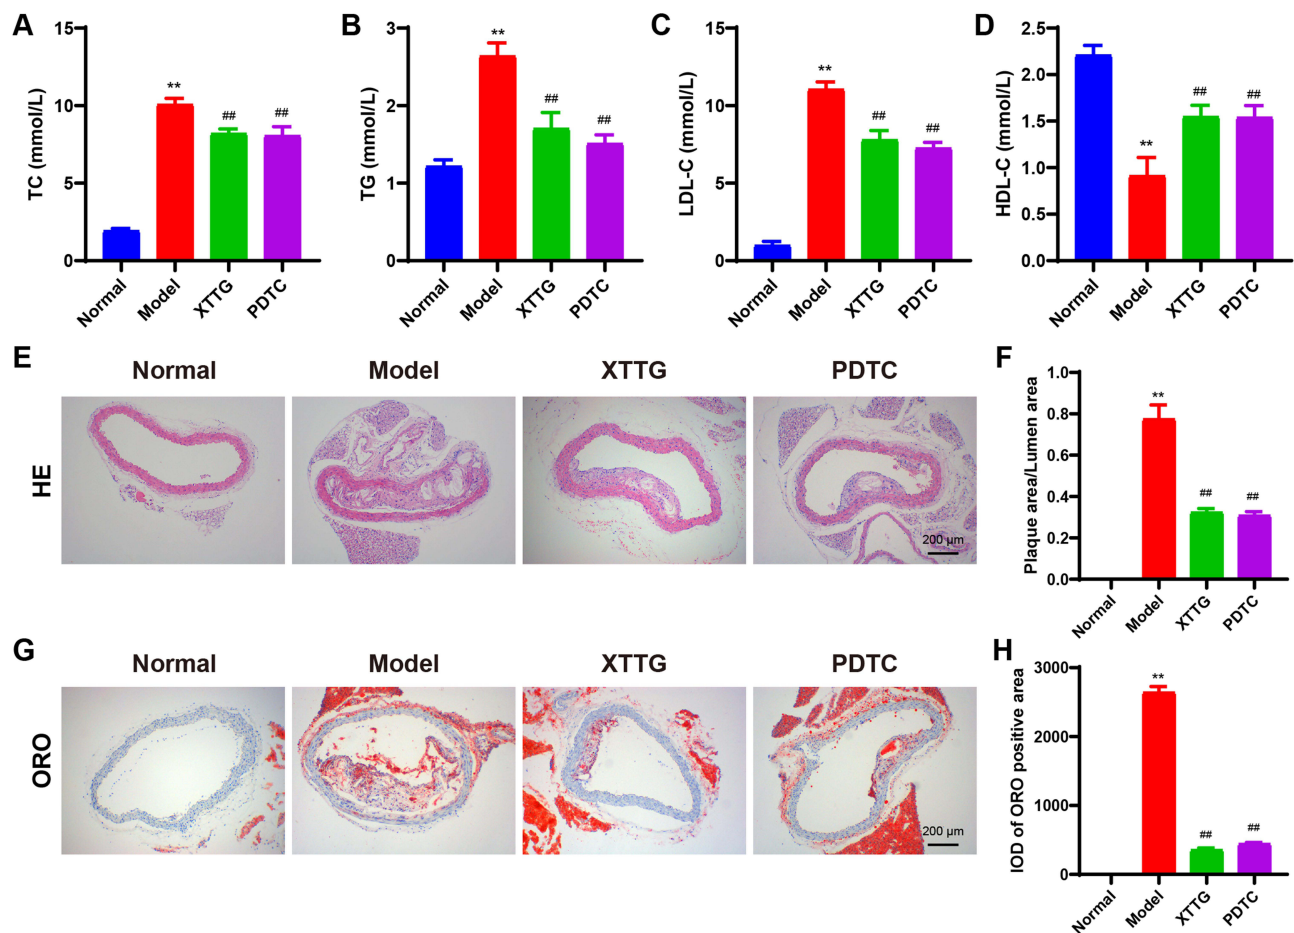 A
TC (mmol/L)
15
10
5
0
**
##
##
Normal
Model
XTTG
PDTC
B
TG (mmol/L)
3
2
1
0
**
##
##
Normal
Model
XTTG
PDTC
C
LDL-C (mmol/L)
15
10
5
0
**
##
##
Normal
Model
XTTG
PDTC
D
HDL-C (mmol/L)
2.5
2.0
1.5
1.0
0.5
0.0
**
##
##
Normal
Model
XTTG
PDTC
E
Normal
Model
XTTG
PDTC
HE
200 μm
F
Plaque area/Lumen area
1.0
0.8
0.6
0.4
0.2
0.0
**
##
##
Normal
Model
XTTG
PDTC
G
Normal
Model
XTTG
PDTC
ORO
200 μm
H
IOD of ORO positive area
3000
2000
1000
0
**
##
##
Normal
Model
XTTG
PDTC